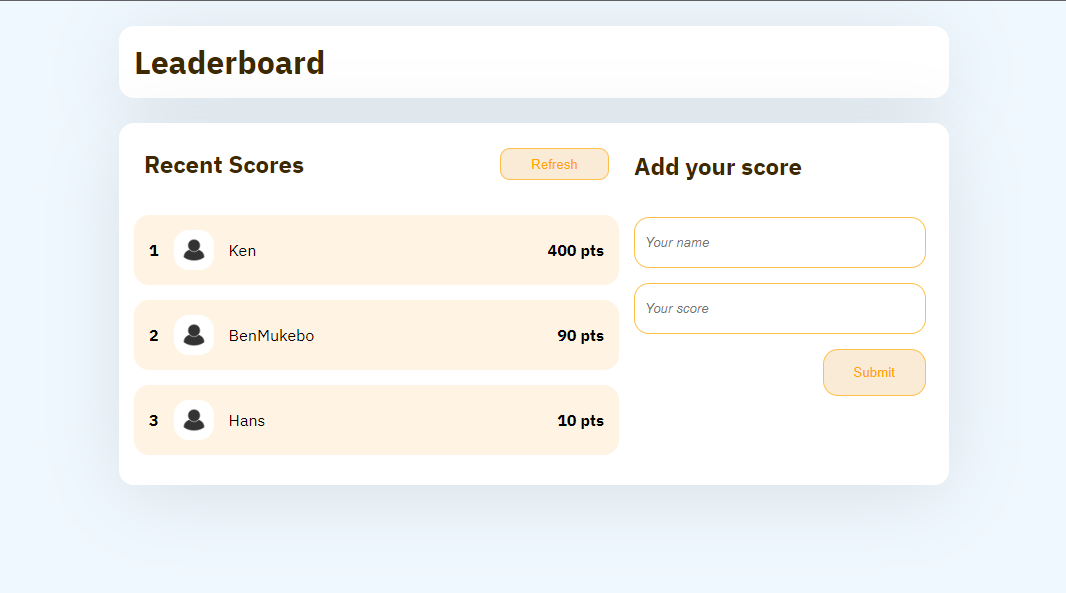 Leaderboard
Recent Scores
Refresh
1 Ken 400 pts
2 BenMukebo 90 pts
3 Hans 10 pts
Add your score
Your name
Your score
Submit